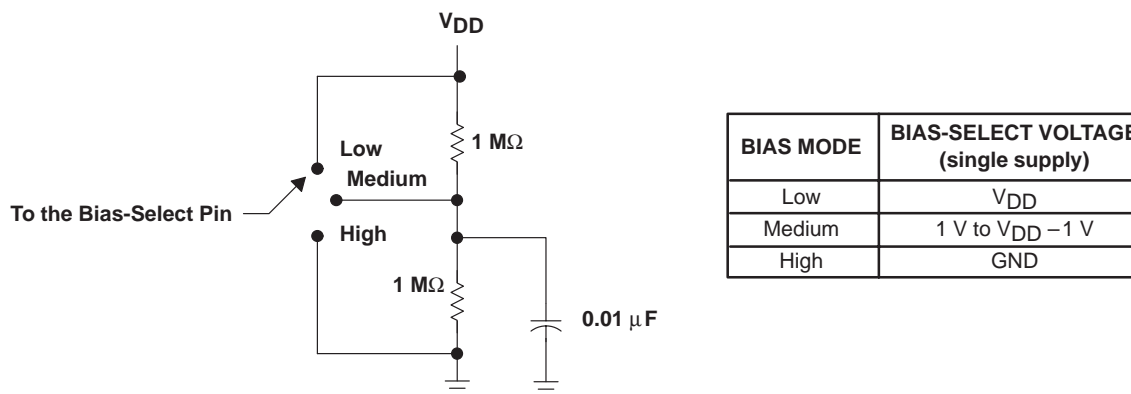 VDD
1 MΩ
Low
Medium
To the Bias-Select Pin
High
1 MΩ
0.01 μF
BIAS MODE
BIAS-SELECT VOLTAGE
(single supply)
Low
VDD
Medium
1 V to VDD –1 V
High
GND